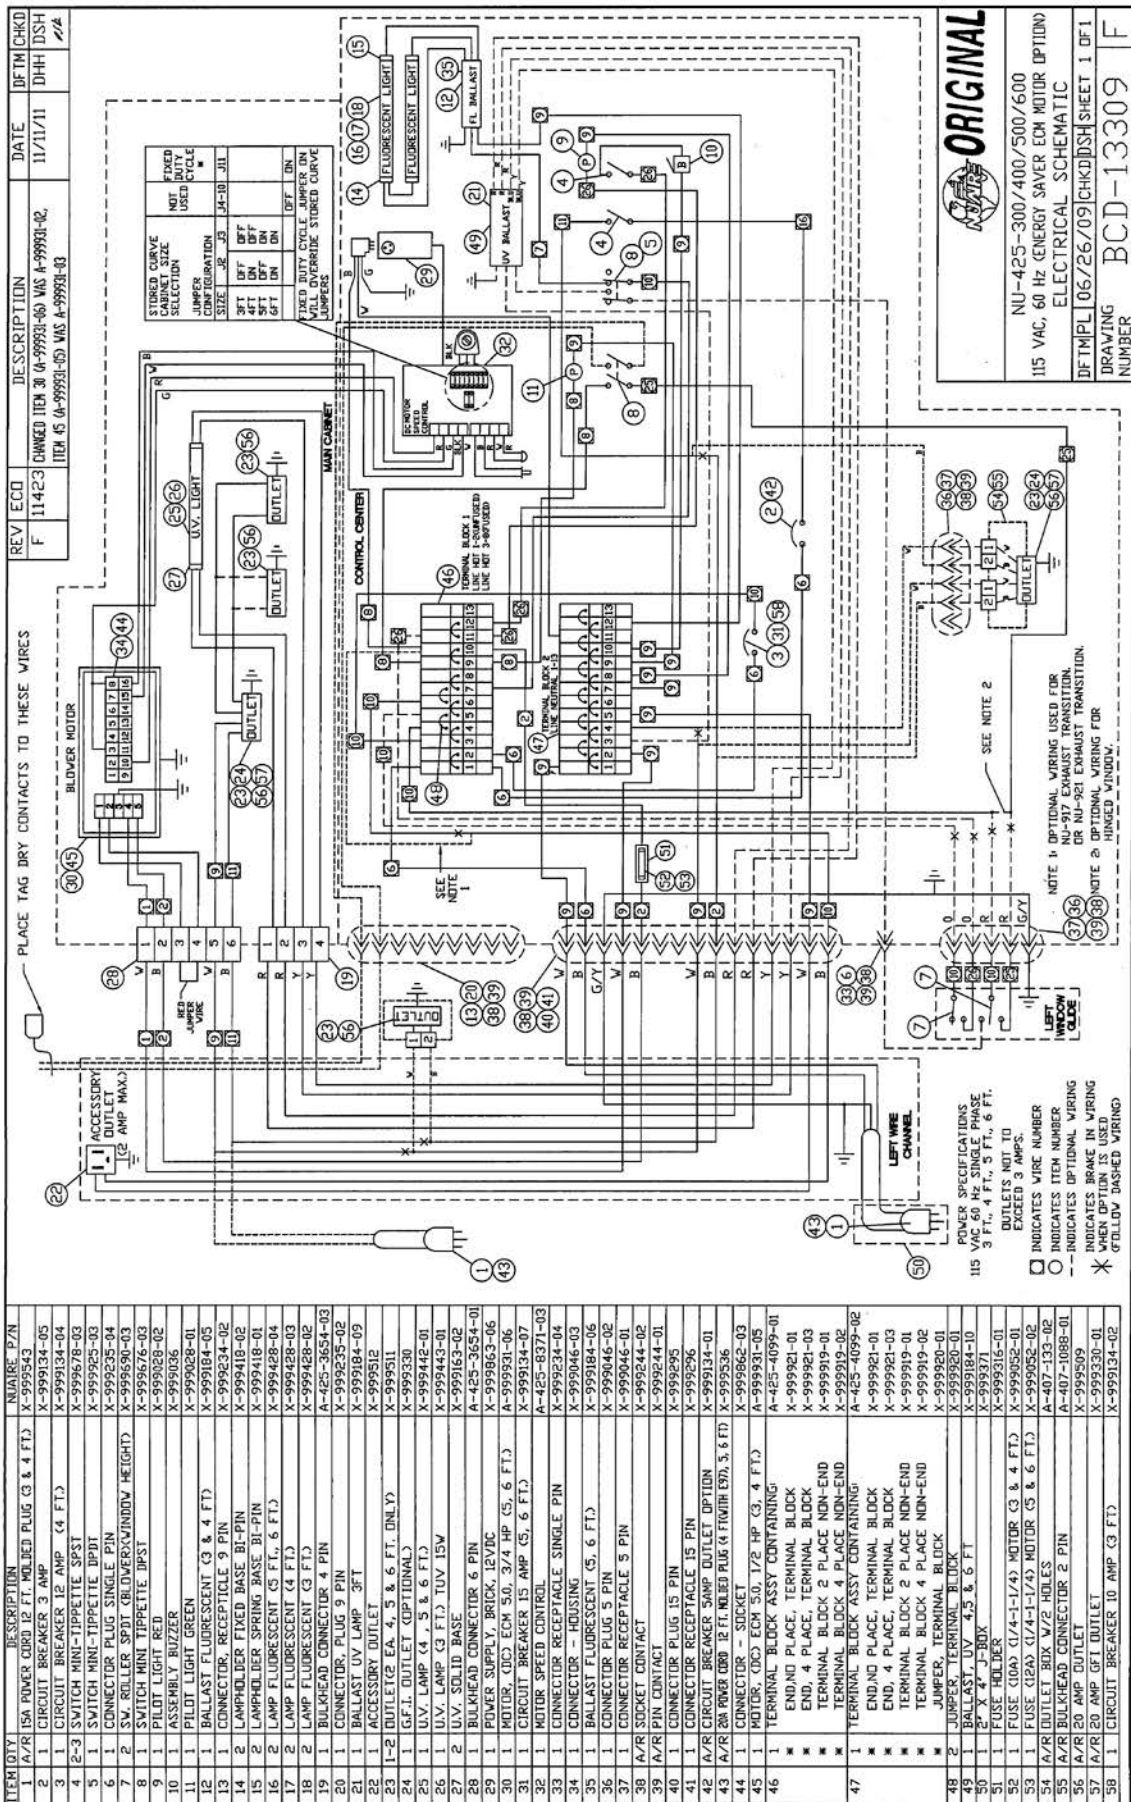 REV ECO DESCRIPTION DATE DFTM CHKD
F 11423 CHANGED ITEM 30 (A-999931-06) WAS A-999931-02, 11/11/11 DHH DSH
ITEM 45 (A-999931-05) WAS A-999931-03
PLACE TAG DRY CONTACTS TO THESE WIRES
BLOWER MOTOR
U.V. LIGHT
OUTLET
OUTLET
OUTLET
MAIN CABINET
CONTROL CENTER
STORED CURVE
CABINET SIZE
SELECTION
NOT USED
FIXED DUTY CYCLE *
JUMPER CONFIGURATION
SIZE J2 J3 J4-10 J11
3FT OFF OFF
4FT ON OFF
5FT OFF ON
6FT ON ON
OFF ON
FIXED DUTY CYCLE JUMPER ON
WILL OVERRIDE STORED CURVE
JUMPERS
FLUORESCENT LIGHT
FLUORESCENT LIGHT
FL BALLAST
UV BALLAST
DC MOTOR SPEED CONTROL
TERMINAL BLOCK 1
LINE HOT 1-2(UNFUSED)
LINE HOT 3-8(FUSED)
TERMINAL BLOCK 2
LINE NEUTRAL 1-13
SEE NOTE 1
SEE NOTE 2
OUTLET
RED JUMPER WIRE
ACCESSORY OUTLET
(2 AMP MAX.)
OUTLET
LEFT WIRE CHANNEL
LEFT WINDOW GLIDE
NOTE 1: OPTIONAL WIRING USED FOR
NU-917 EXHAUST TRANSITION.
OR NU-921 EXHAUST TRANSITION.
NOTE 2: OPTIONAL WIRING FOR
HINGED WINDOW.
POWER SPECIFICATIONS
115 VAC 60 Hz SINGLE PHASE
3 FT., 4 FT., 5 FT., 6 FT.
OUTLETS NOT TO
EXCEED 3 AMPS.
INDICATES WIRE NUMBER
INDICATES ITEM NUMBER
INDICATES OPTIONAL WIRING
INDICATES BRAKE IN WIRING
WHEN OPTION IS USED
(FOLLOW DASHED WIRING)
NUAIRE ORIGINAL
NU-425-300/400/500/600
115 VAC, 60 Hz (ENERGY SAVER ECM MOTOR OPTION)
ELECTRICAL SCHEMATIC
DFTM PL 06/26/09 CHKD DSH SHEET 1 OF 1
DRAWING NUMBER BCD-13309 F
ITEM QTY DESCRIPTION NUAIRE P/N
1 A/R 15A POWER CORD 12 FT. MOLDED PLUG (3 & 4 FT.) X-999543
2 1 CIRCUIT BREAKER 3 AMP X-999134-05
3 1 CIRCUIT BREAKER 12 AMP (4 FT.) X-999134-04
4 2-3 SWITCH MINI-TIPPETTE SPST X-999678-03
5 1 SWITCH MINI-TIPPETTE DPDT X-999925-03
6 1 CONNECTOR PLUG SINGLE PIN X-999235-04
7 2 SW. ROLLER SPDT (BLOWER)(WINDOW HEIGHT) X-999690-03
8 1 SWITCH MINI TIPPETTE DPST X-999676-03
9 1 PILOT LIGHT RED X-999028-02
10 1 ASSEMBLY BUZZER X-999036
11 1 PILOT LIGHT GREEN X-999028-01
12 1 BALLAST FLUORESCENT (3 & 4 FT) X-999184-05
13 1 CONNECTOR, RECEPTICLE 9 PIN X-999234-02
14 2 LAMPHOLDER FIXED BASE BI-PIN X-999418-02
15 2 LAMPHOLDER SPRING BASE BI-PIN X-999418-01
16 2 LAMP FLUORESCENT (5 FT., 6 FT.) X-999428-04
17 2 LAMP FLUORESCENT (4 FT.) X-999428-03
18 2 LAMP FLUORESCENT (3 FT.) X-999428-02
19 1 BULKHEAD CONNECTOR 4 PIN A-425-3654-03
20 1 CONNECTOR, PLUG 9 PIN X-999235-02
21 1 BALLAST UV LAMP 3FT X-999184-09
22 1 ACCESSORY OUTLET X-999512
23 1-2 OUTLET(2 EA. 4, 5 & 6 FT. ONLY) X-999511
24 1 G.F.I. OUTLET (OPTIONAL) X-999330
25 1 U.V. LAMP (4 , 5 & 6 FT.) X-999442-01
26 1 U.V. LAMP (3 FT.) TUV 15W X-999443-01
27 2 U.V. SOLID BASE X-999163-02
28 1 BULKHEAD CONNECTOR 6 PIN A-425-3654-01
29 1 POWER SUPPLY, BRICK, 12VDC X-999863-06
30 1 MOTOR, (DC) ECM 5.0, 3/4 HP (5, 6 FT.) A-999931-06
31 1 CIRCUIT BREAKER 15 AMP (5, 6 FT.) X-999134-07
32 1 MOTOR SPEED CONTROL A-425-8371-03
33 1 CONNECTOR RECEPTACLE SINGLE PIN X-999234-04
34 1 CONNECTOR - HOUSING X-999046-03
35 1 BALLAST FLUORESCENT (5, 6 FT.) X-999184-06
36 1 CONNECTOR PLUG 5 PIN X-999046-02
37 1 CONNECTOR RECEPTACLE 5 PIN X-999046-01
38 A/R SOCKET CONTACT X-999244-02
39 A/R PIN CONTACT X-999244-01
40 1 CONNECTOR PLUG 15 PIN X-999295
41 1 CONNECTOR RECEPTACLE 15 PIN X-999296
42 A/R CIRCUIT BREAKER 5AMP OUTLET OPTION X-999134-01
43 A/R 20A POWER CORD 12 FT. MOLDED PLUG X-999536
44 1 CONNECTOR - SOCKET X-999862-03
45 1 MOTOR, (DC) ECM 5.0, 1/2 HP (3, 4 FT.) A-999931-05
46 1 TERMINAL BLOCK ASSY CONTAINING: A-425-4099-01
* END,NO PLACE, TERMINAL BLOCK X-999921-01
* END, 4 PLACE, TERMINAL BLOCK X-999921-03
* TERMINAL BLOCK 2 PLACE NON-END X-999919-01
* TERMINAL BLOCK 4 PLACE NON-END X-999919-02
47 1 TERMINAL BLOCK ASSY CONTAINING: A-425-4099-02
* END,NO PLACE, TERMINAL BLOCK X-999921-01
* END, 4 PLACE, TERMINAL BLOCK X-999921-03
* TERMINAL BLOCK 2 PLACE NON-END X-999919-01
* TERMINAL BLOCK 4 PLACE NON-END X-999919-02
* JUMPER, TERMINAL BLOCK X-999920-01
48 2 JUMPER TERMINAL BLOCK X-999920-01
49 1 BALLAST, UV 4,5 & 6 FT X-999184-10
50 1 2" X 4" J-BOX X-999371
51 1 FUSE HOLDER X-999316-01
52 1 FUSE (10A) (1/4-1-1/4) MOTOR (3 & 4 FT.) X-999052-01
53 1 FUSE (12A) (1/4-1-1/4) MOTOR (5 & 6 FT.) X-999052-02
54 A/R OUTLET BOX W/2 HOLES A-407-133-02
55 A/R BULKHEAD CONNECTOR 2 PIN A-407-1088-01
56 A/R 20 AMP OUTLET X-999509
57 A/R 20 AMP GFI OUTLET X-999330-01
58 1 CIRCUIT BREAKER 10 AMP (3 FT) X-999134-02